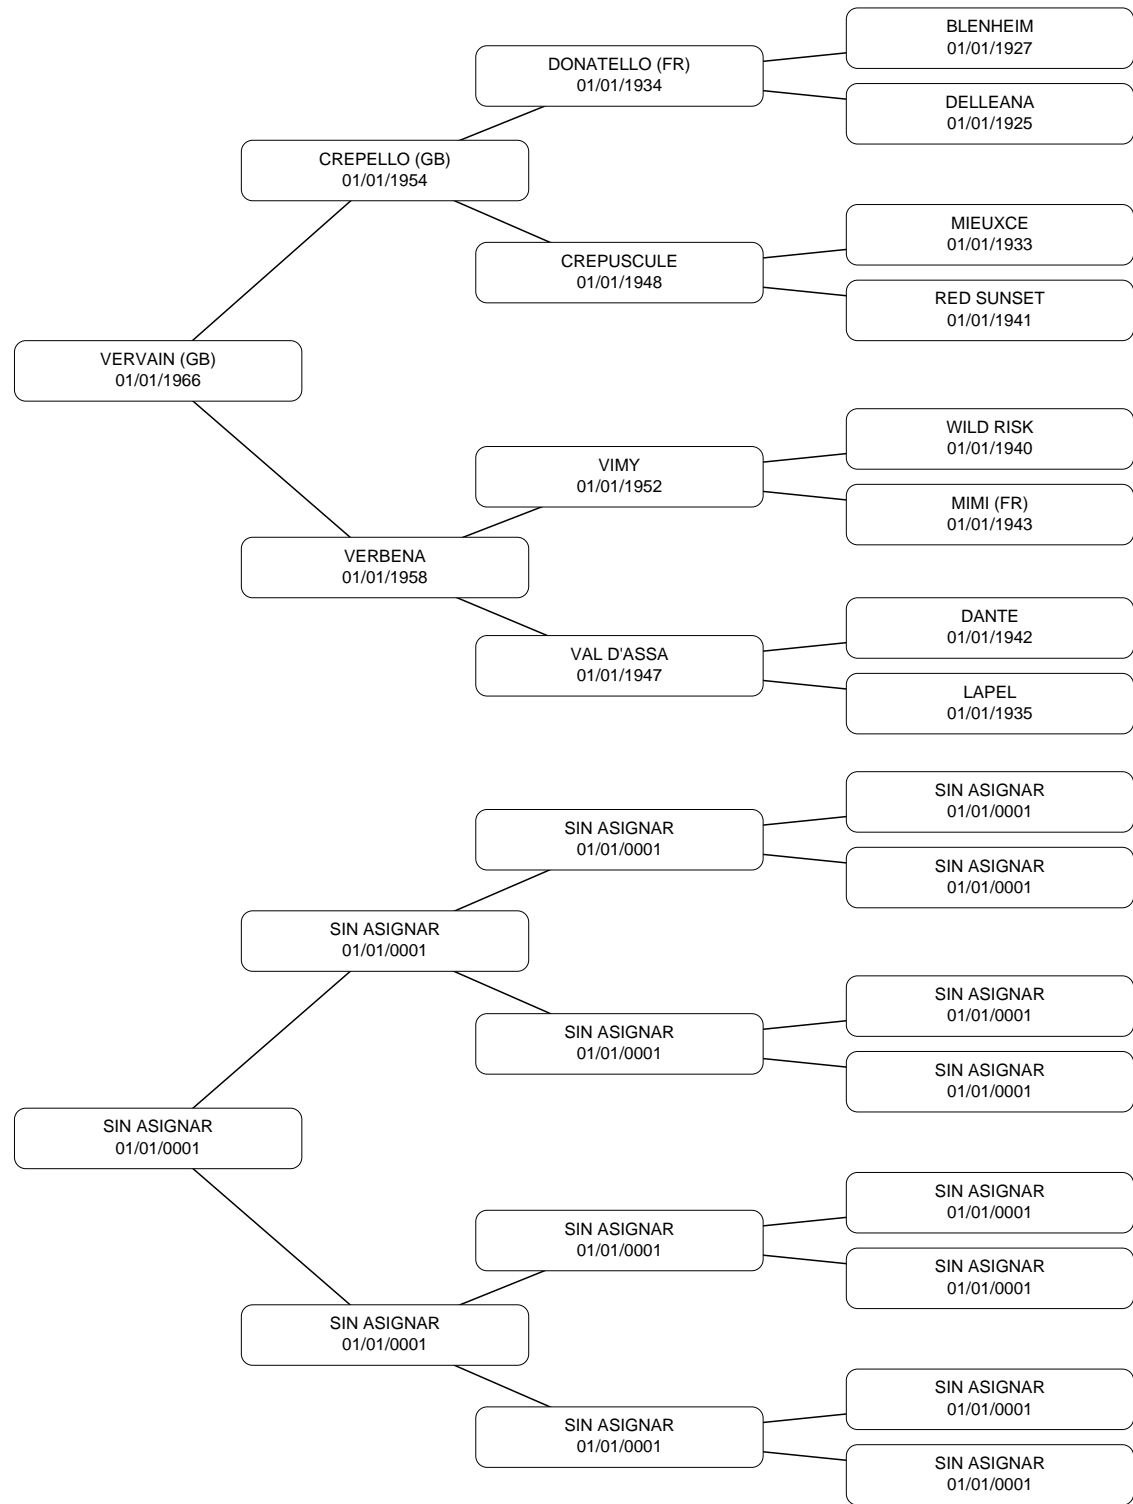 BLENHEIM
01/01/1927
DONATELLO (FR)
01/01/1934
DELLEANA
01/01/1925
CREPELLO (GB)
01/01/1954
MIEUXCE
01/01/1933
CREPUSCULE
01/01/1948
RED SUNSET
01/01/1941
VERVAIN (GB)
01/01/1966
WILD RISK
01/01/1940
VIMY
01/01/1952
MIMI (FR)
01/01/1943
VERBENA
01/01/1958
DANTE
01/01/1942
VAL D'ASSA
01/01/1947
LAPEL
01/01/1935
SIN ASIGNAR
01/01/0001
SIN ASIGNAR
01/01/0001
SIN ASIGNAR
01/01/0001
SIN ASIGNAR
01/01/0001
SIN ASIGNAR
01/01/0001
SIN ASIGNAR
01/01/0001
SIN ASIGNAR
01/01/0001
SIN ASIGNAR
01/01/0001
SIN ASIGNAR
01/01/0001
SIN ASIGNAR
01/01/0001
SIN ASIGNAR
01/01/0001
SIN ASIGNAR
01/01/0001
SIN ASIGNAR
01/01/0001
SIN ASIGNAR
01/01/0001
SIN ASIGNAR
01/01/0001